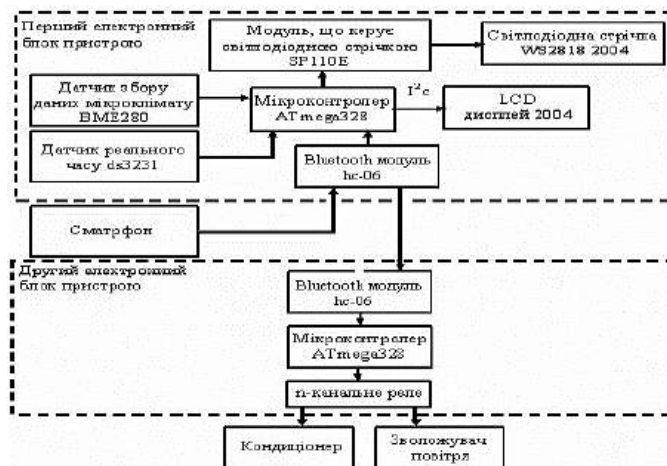 Перший електронний
блок пристрою
Модуль, що керує
світлодіодною стрічкою
SP110E
Світлодіодна стрічка
WS2818 2004
Датчик збору
даних мікроклімату
BME280
Мікроконтролер
ATmega328
I²c
LCD
дисплей 2004
Датчик реального
часу ds3231
Bluetooth модуль
hc-06
Сматрфон
Другий електронний
блок пристрою
Bluetooth модуль
hc-06
Мікроконтролер
ATmega328
n-канальне реле
Кондиціонер
Зволожувач
повітря